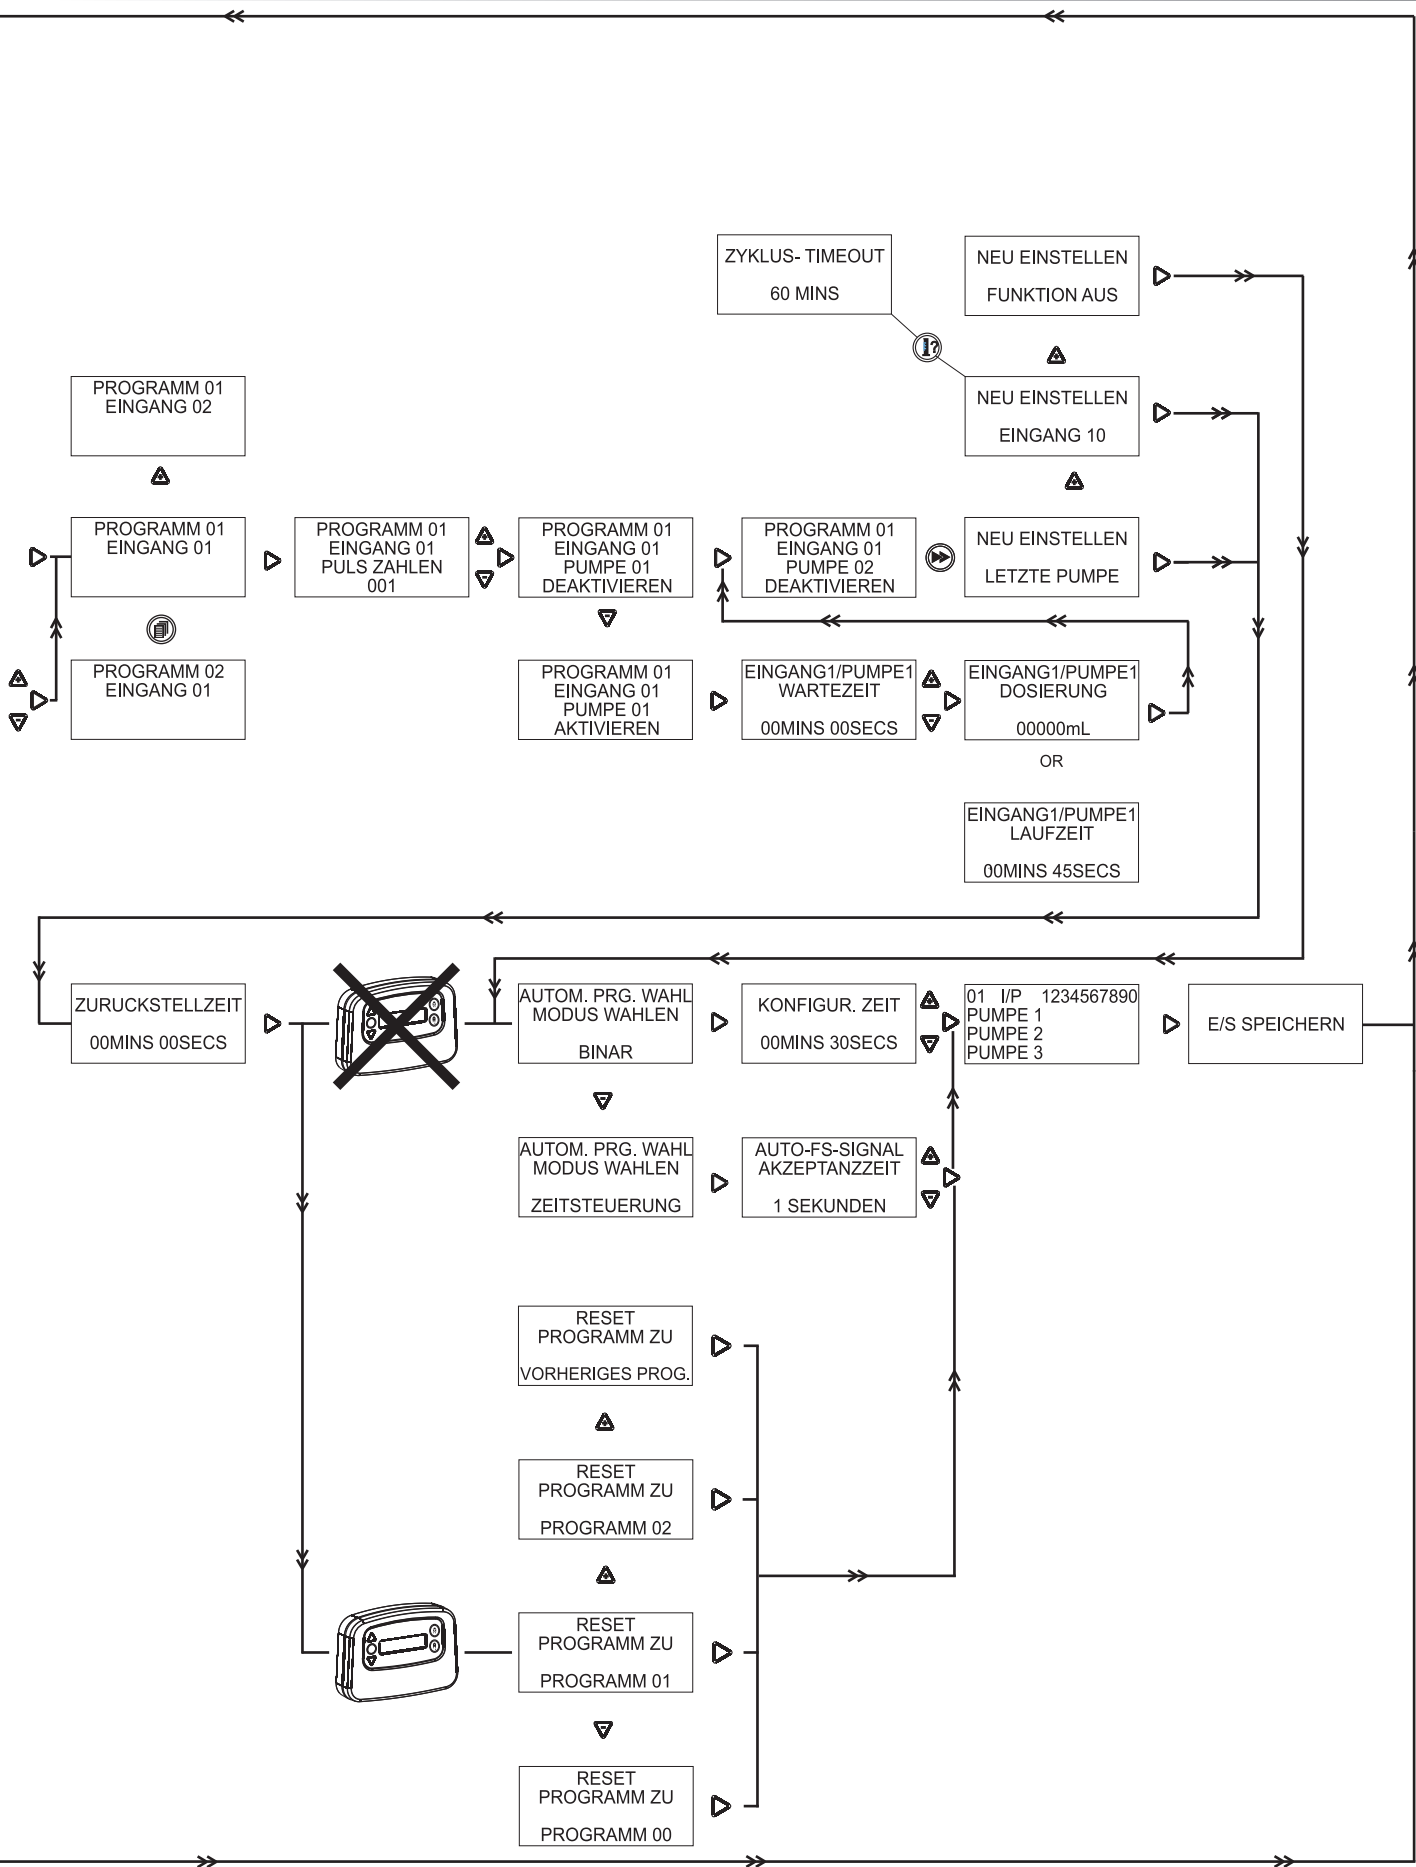 ZYKLUS- TIMEOUT
60 MINS
NEU EINSTELLEN
FUNKTION AUS
PROGRAMM 01
EINGANG 02
NEU EINSTELLEN
EINGANG 10
PROGRAMM 01
EINGANG 01
PROGRAMM 01
EINGANG 01
PULS ZAHLEN
001
PROGRAMM 01
EINGANG 01
PUMPE 01
DEAKTIVIEREN
PROGRAMM 01
EINGANG 01
PUMPE 02
DEAKTIVIEREN
NEU EINSTELLEN
LETZTE PUMPE
PROGRAMM 02
EINGANG 01
PROGRAMM 01
EINGANG 01
PUMPE 01
AKTIVIEREN
EINGANG1/PUMPE1
WARTEZEIT
00MINS 00SECS
EINGANG1/PUMPE1
DOSIERUNG
00000mL
OR
EINGANG1/PUMPE1
LAUFZEIT
00MINS 45SECS
ZURUCKSTELLZEIT
00MINS 00SECS
AUTOM. PRG. WAHL
MODUS WAHLEN
BINAR
KONFIGUR. ZEIT
00MINS 30SECS
01 I/P 1234567890
PUMPE 1
PUMPE 2
PUMPE 3
E/S SPEICHERN
AUTOM. PRG. WAHL
MODUS WAHLEN
ZEITSTEUERUNG
AUTO-FS-SIGNAL
AKZEPTANZZEIT
1 SEKUNDEN
RESET
PROGRAMM ZU
VORHERIGES PROG.
RESET
PROGRAMM ZU
PROGRAMM 02
RESET
PROGRAMM ZU
PROGRAMM 01
RESET
PROGRAMM ZU
PROGRAMM 00